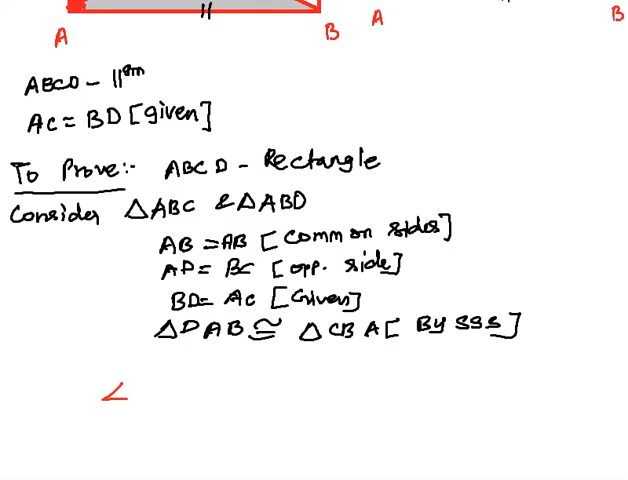 A B A B
ABCD - ||gm
AC = BD [Given]
To Prove:- ABCD - Rectangle
Consider △ABC & △ABD
AB = AB [Common sides]
AD = BC [opp. side]
BD = AC [Given]
△DAB ≅ △CBA [By SSS]
∠